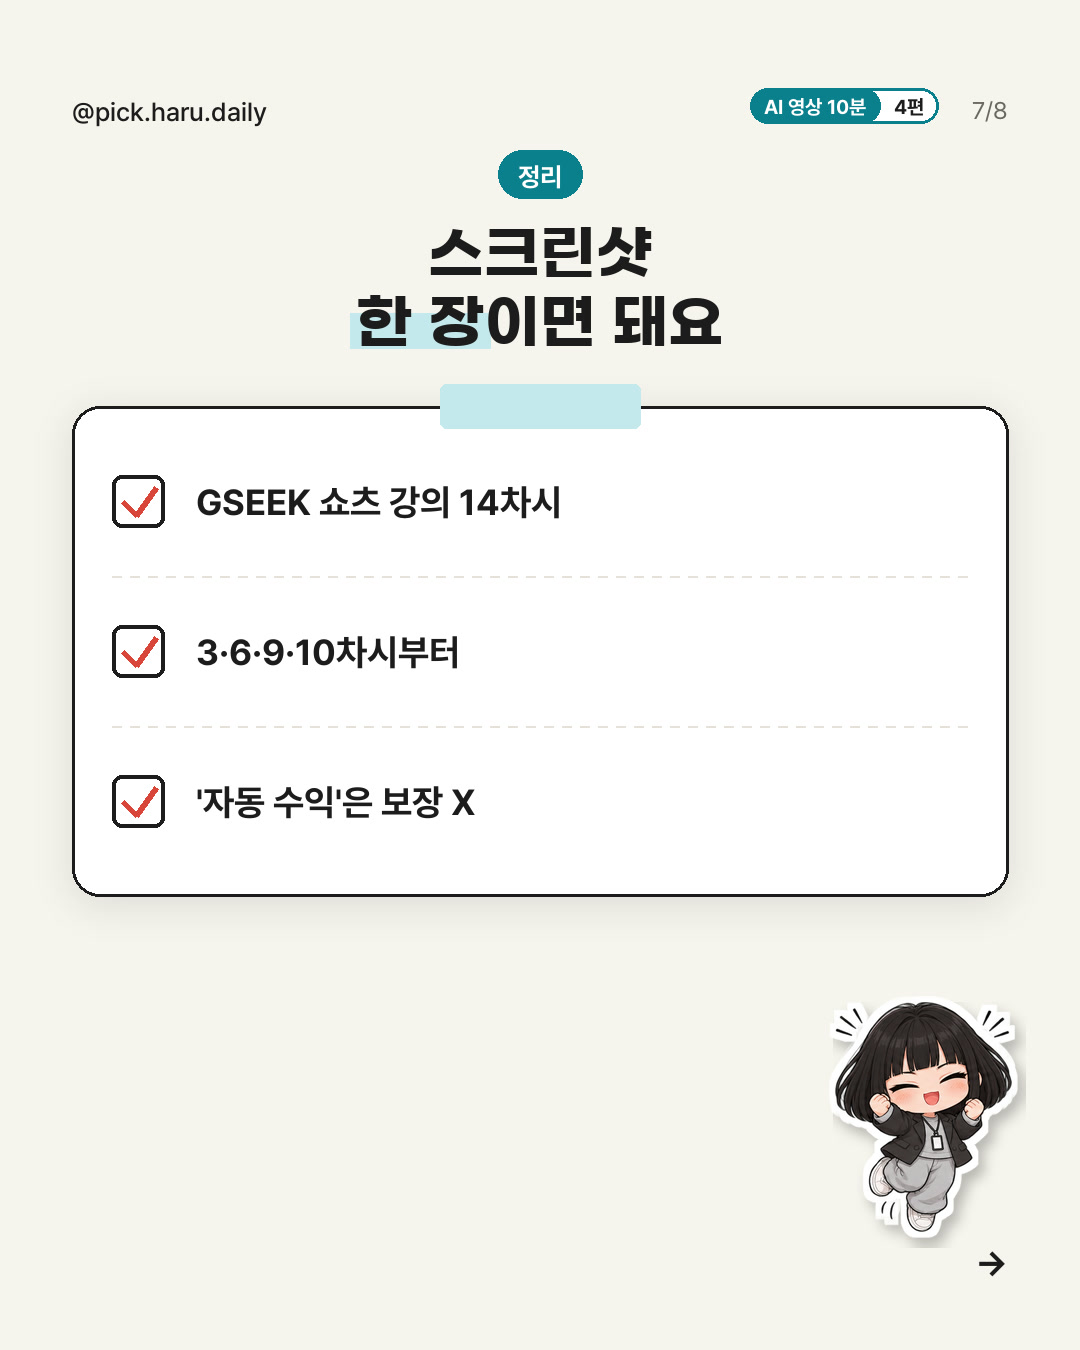 @pick.haru.daily
AI 영상 10분 4편
7/8
정리
스크린샷
한 장이면 돼요
GSEEK 쇼츠 강의 14차시
3·6·9·10차시부터
'자동 수익'은 보장 X
→